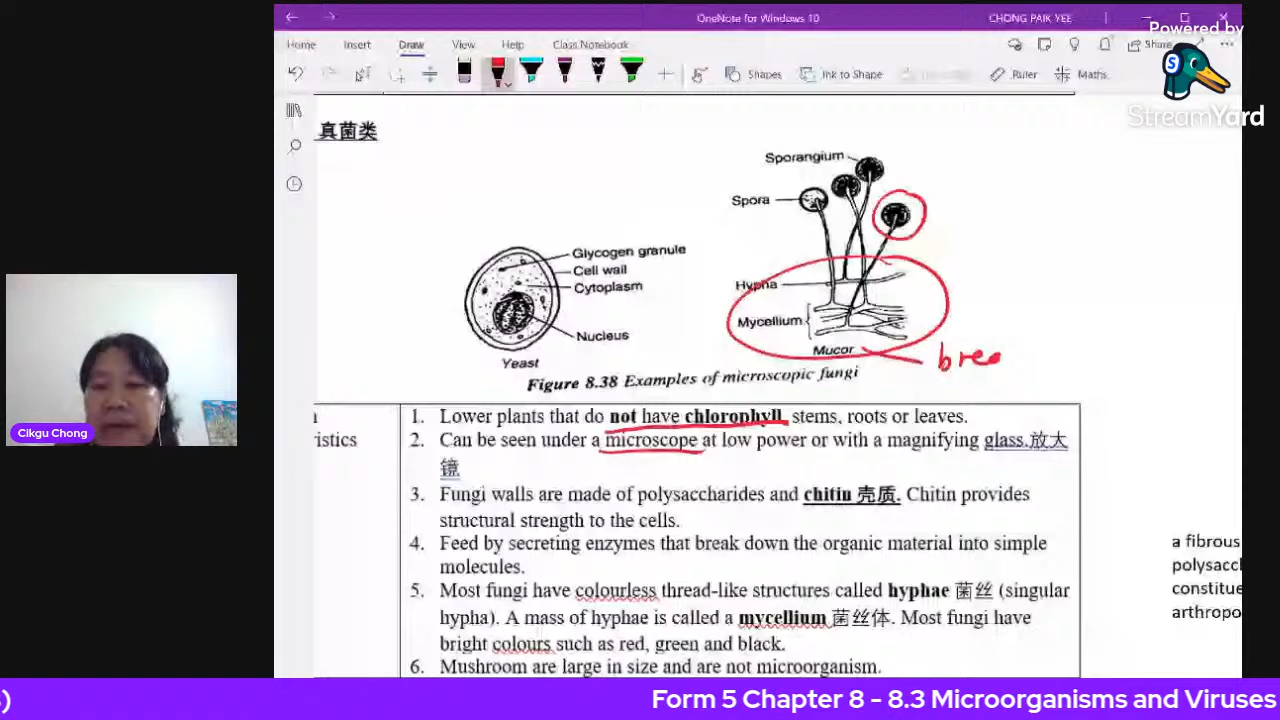 OneNote for Windows 10
CHONG PAIK YEE
Powered by
Home Insert Draw View Help Class Notebook
Share
StreamYard
Shapes Ink to Shape Ruler Maths
真菌类
Sporangium
Spora
Glycogen granule
Cell wall
Cytoplasm
Hypha
Mycellium
Nucleus
Mucor
brea
Yeast
Figure 8.38 Examples of microscopic fungi
ristics
1. Lower plants that do not have chlorophyll, stems, roots or leaves.
2. Can be seen under a microscope at low power or with a magnifying glass.放大
镜
3. Fungi walls are made of polysaccharides and chitin 壳质. Chitin provides
structural strength to the cells.
4. Feed by secreting enzymes that break down the organic material into simple
molecules.
5. Most fungi have colourless thread-like structures called hyphae 菌丝 (singular
hypha). A mass of hyphae is called a mycellium 菌丝体. Most fungi have
bright colours such as red, green and black.
6. Mushroom are large in size and are not microorganism.
a fibrous
polysacch
constitue
arthropo
Cikgu Chong
Form 5 Chapter 8 - 8.3 Microorganisms and Viruses